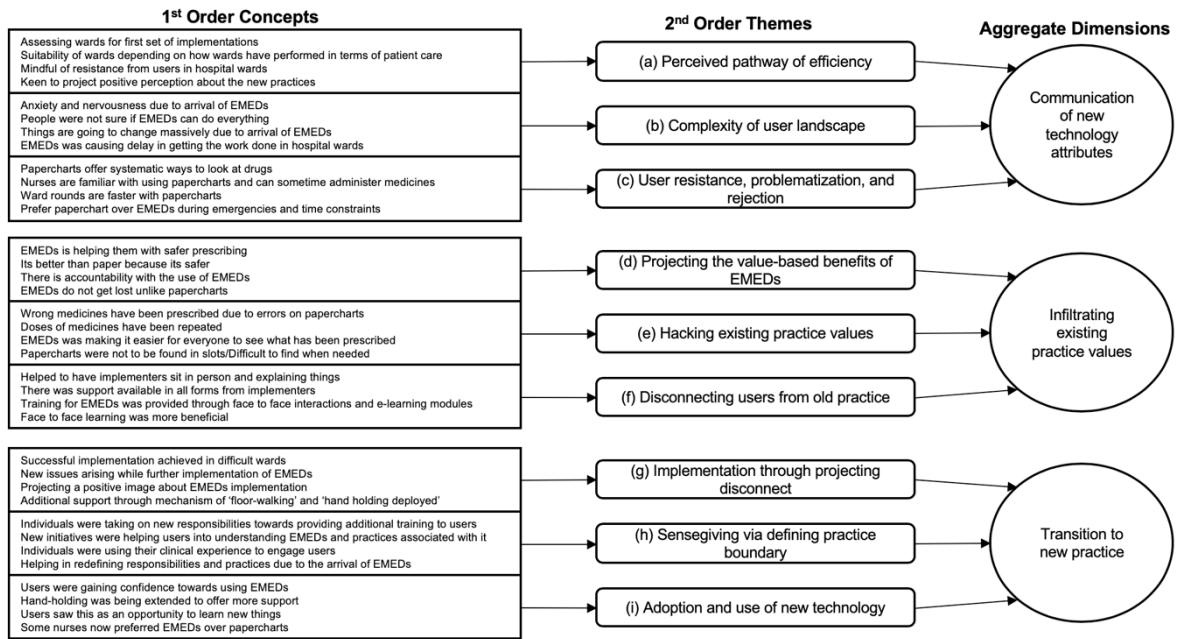 1st Order Concepts
2nd Order Themes
Aggregate Dimensions
Assessing wards for first set of implementations
Suitability of wards depending on how wards have performed in terms of patient care
Mindful of resistance from users in hospital wards
Keen to project positive perception about the new practices
(a) Perceived pathway of efficiency
Anxiety and nervousness due to arrival of EMEDs
People were not sure if EMEDs can do everything
Things are going to change massively due to arrival of EMEDs
EMEDs was causing delay in getting the work done in hospital wards
(b) Complexity of user landscape
Papercharts offer systematic ways to look at drugs
Nurses are familiar with using papercharts and can sometime administer medicines
Ward rounds are faster with papercharts
Prefer paperchart over EMEDs during emergencies and time constraints
(c) User resistance, problematization, and
rejection
Communication
of new
technology
attributes
EMEDs is helping them with safer prescribing
Its better than paper because its safer
There is accountability with the use of EMEDs
EMEDs do not get lost unlike papercharts
(d) Projecting the value-based benefits of
EMEDs
Wrong medicines have been prescribed due to errors on papercharts
Doses of medicines have been repeated
EMEDs was making it easier for everyone to see what has been prescribed
Papercharts were not to be found in slots/Difficult to find when needed
(e) Hacking existing practice values
Helped to have implementers sit in person and explaining things
There was support available in all forms from implementers
Training for EMEDs was provided through face to face interactions and e-learning modules
Face to face learning was more beneficial
(f) Disconnecting users from old practice
Infiltrating
existing
practice values
Successful implementation achieved in difficult wards
New issues arising while further implementation of EMEDs
Projecting a positive image about EMEDs implementation
Additional support through mechanism of ‘floor-walking’ and ‘hand holding deployed’
(g) Implementation through projecting
disconnect
Individuals were taking on new responsibilities towards providing additional training to users
New initiatives were helping users into understanding EMEDs and practices associated with it
Individuals were using their clinical experience to engage users
Helping in redefining responsibilities and practices due to the arrival of EMEDs
(h) Sensegiving via defining practice
boundary
Users were gaining confidence towards using EMEDs
Hand-holding was being extended to offer more support
Users saw this as an opportunity to learn new things
Some nurses now preferred EMEDs over papercharts
(i) Adoption and use of new technology
Transition to
new practice